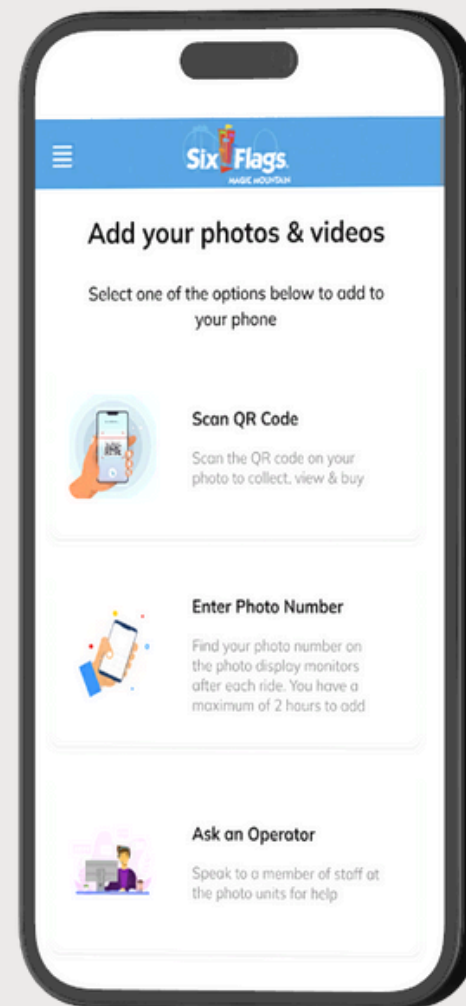 Six Flags
MAGIC MOUNTAIN
Add your photos & videos
Select one of the options below to add to
your phone
Scan QR Code
Scan the QR code on your
photo to collect, view & buy
Enter Photo Number
Find your photo number on
the photo display monitors
after each ride. You have a
maximum of 2 hours to add
Ask an Operator
Speak to a member of staff at
the photo units for help